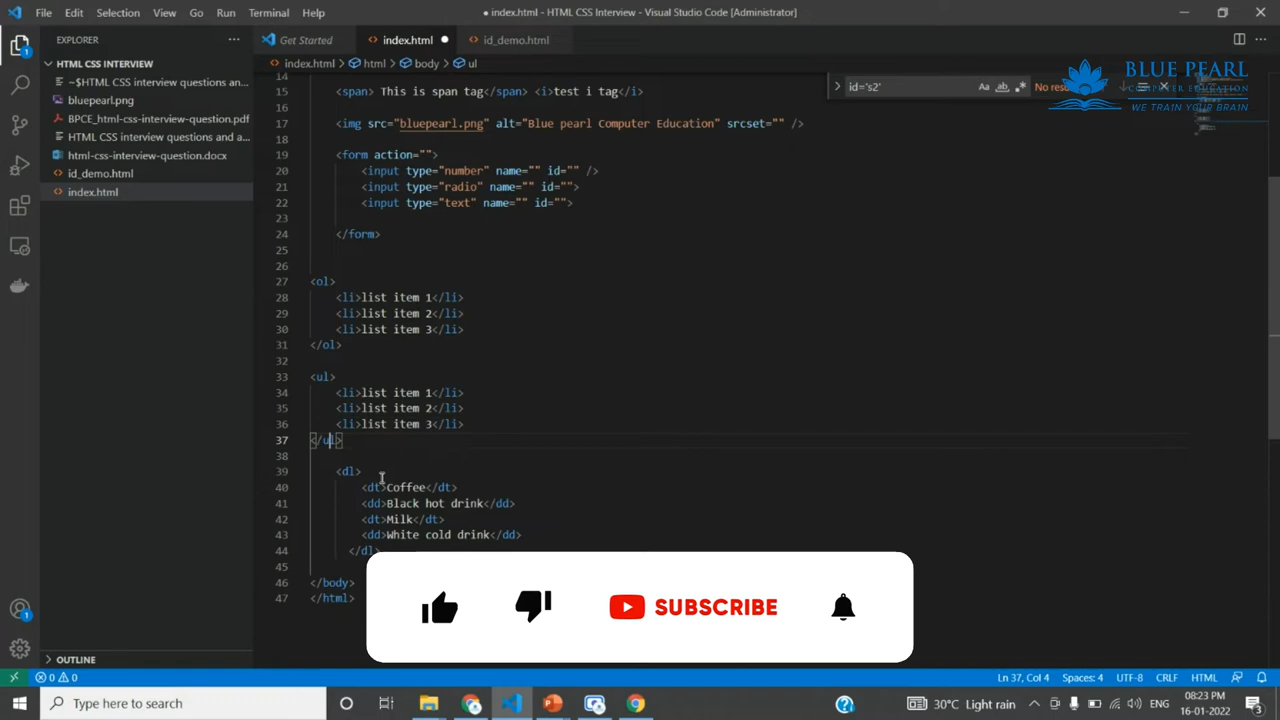 File Edit Selection View Go Run Terminal Help
● index.html - HTML CSS Interview - Visual Studio Code [Administrator]
EXPLORER
Get Started
index.html
id_demo.html
HTML CSS INTERVIEW
index.html > html > body > ul
~$HTML CSS interview questions an...
bluepearl.png
BPCE_html-css-interview-question.pdf
HTML CSS interview questions and a...
html-css-interview-question.docx
id_demo.html
index.html
id='s2'
Aa
BLUE PEARL
COMPUTER EDUCATION
WE TRAIN YOUR BRAIN
14
15 <span> This is span tag</span> <i>test i tag</i>
16
17 <img src="bluepearl.png" alt="Blue pearl Computer Education" srcset="" />
18
19 <form action="">
20 <input type="number" name="" id="" />
21 <input type="radio" name="" id="">
22 <input type="text" name="" id="">
23
24 </form>
25
26
27 <ol>
28 <li>list item 1</li>
29 <li>list item 2</li>
30 <li>list item 3</li>
31 </ol>
32
33 <ul>
34 <li>list item 1</li>
35 <li>list item 2</li>
36 <li>list item 3</li>
37 </ul>
38
39 <dl>
40 <dt>Coffee</dt>
41 <dd>Black hot drink</dd>
42 <dt>Milk</dt>
43 <dd>White cold drink</dd>
44 </dl>
45
46 </body>
47 </html>
SUBSCRIBE
OUTLINE
0 0
Ln 37, Col 4 Spaces: 4 UTF-8 CRLF HTML
Type here to search
30°C Light rain
08:23 PM
16-01-2022